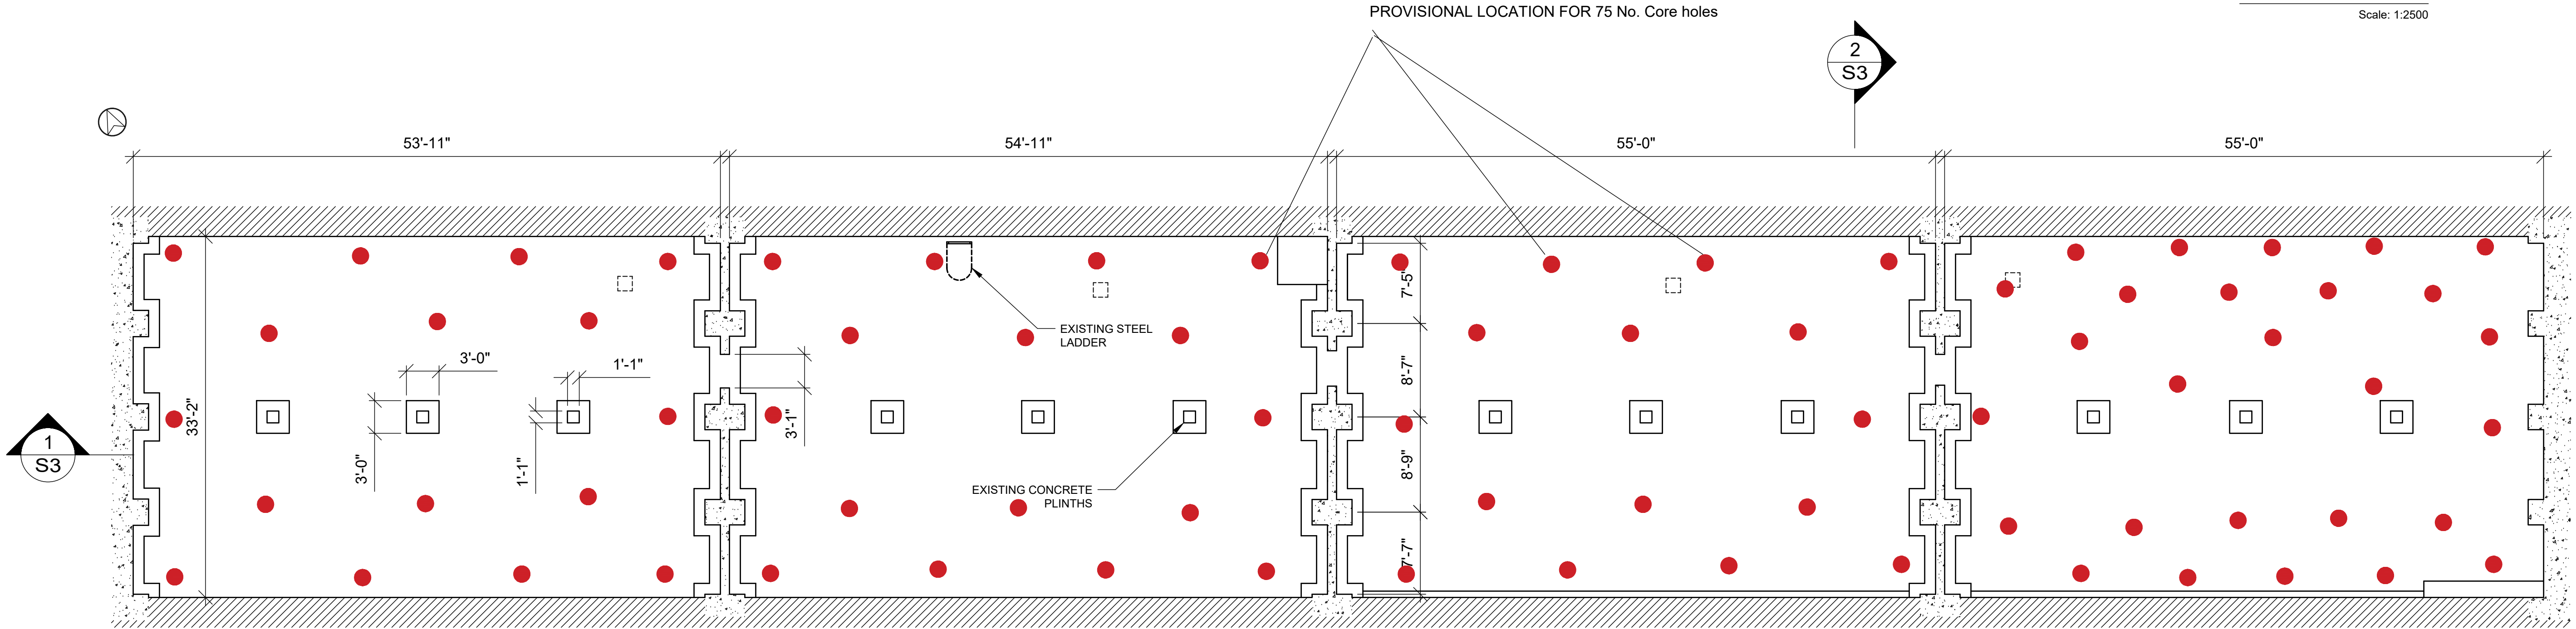 PROVISIONAL LOCATION FOR 75 No. Core holes
Scale: 1:2500
2
S3
53'-11"
54'-11"
55'-0"
55'-0"
7'-5"
EXISTING STEEL
LADDER
3'-0"
1'-1"
8'-7"
33'-2"
3'-1"
1
S3
3'-0"
1'-1"
8'-9"
EXISTING CONCRETE
PLINTHS
7'-7"